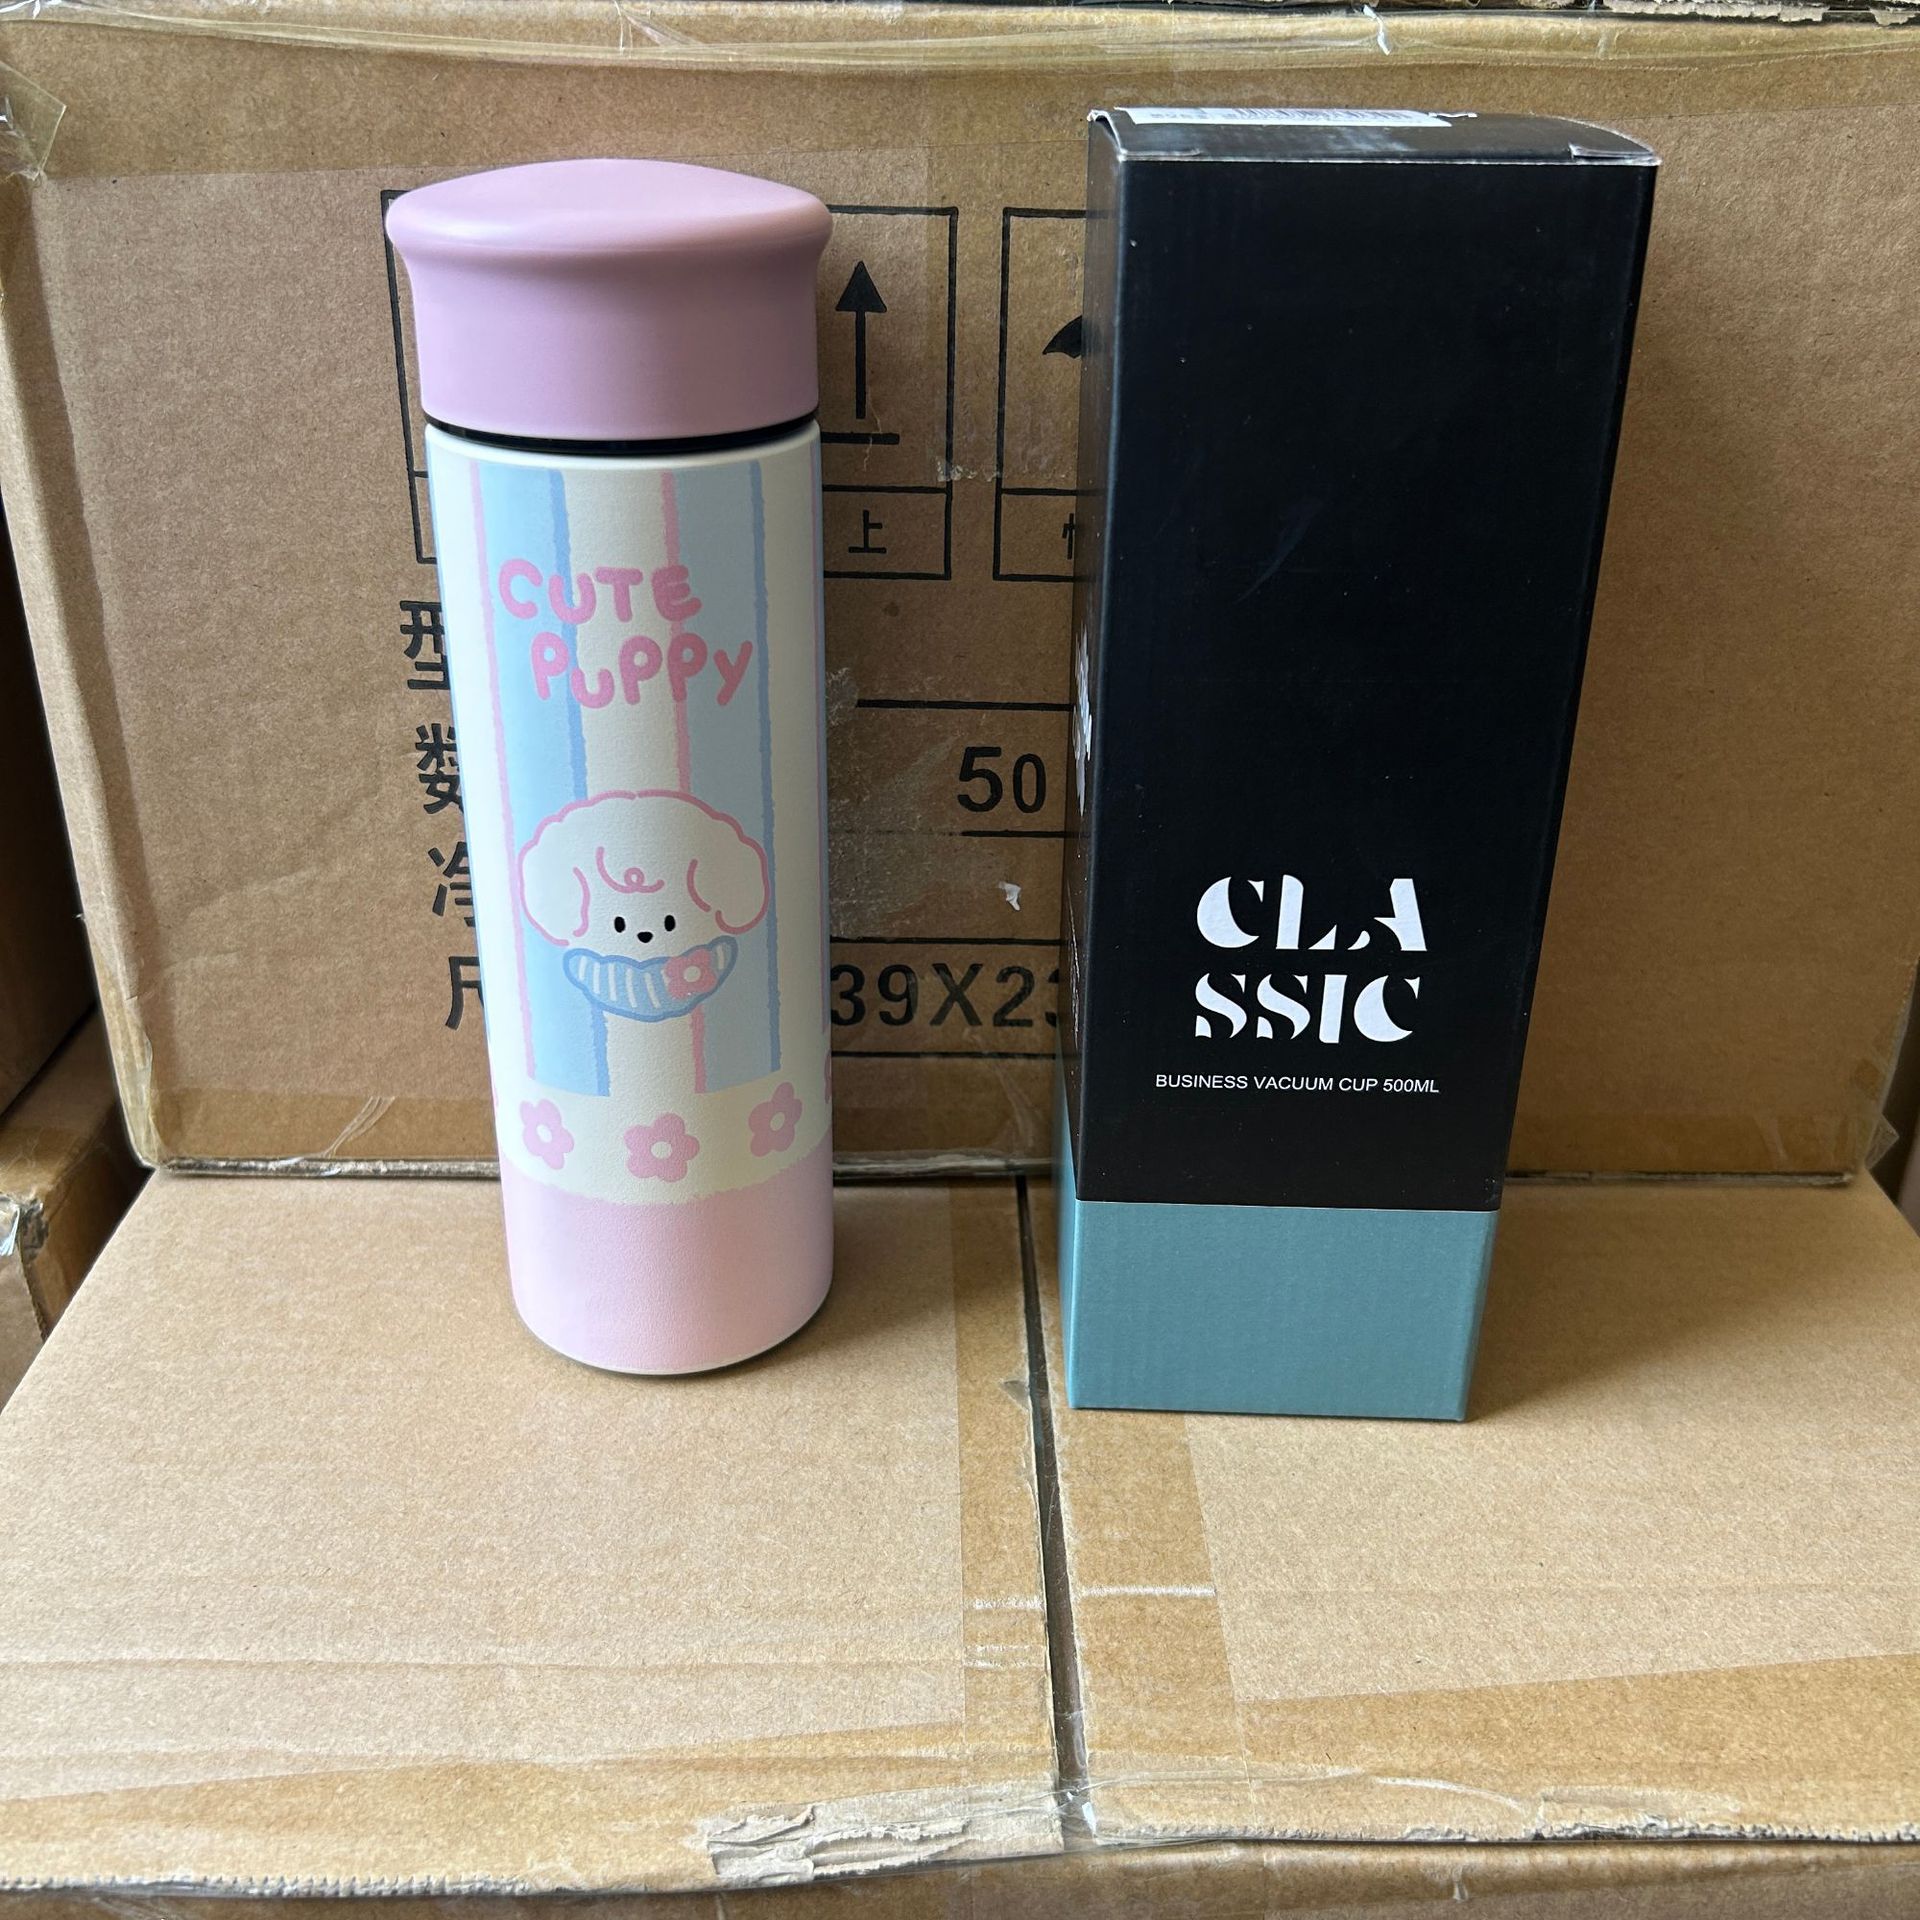 CUTE
PUPPY
上
型
数
50
净
尺
39X23
CLA
SSIC
BUSINESS VACUUM CUP 500ML